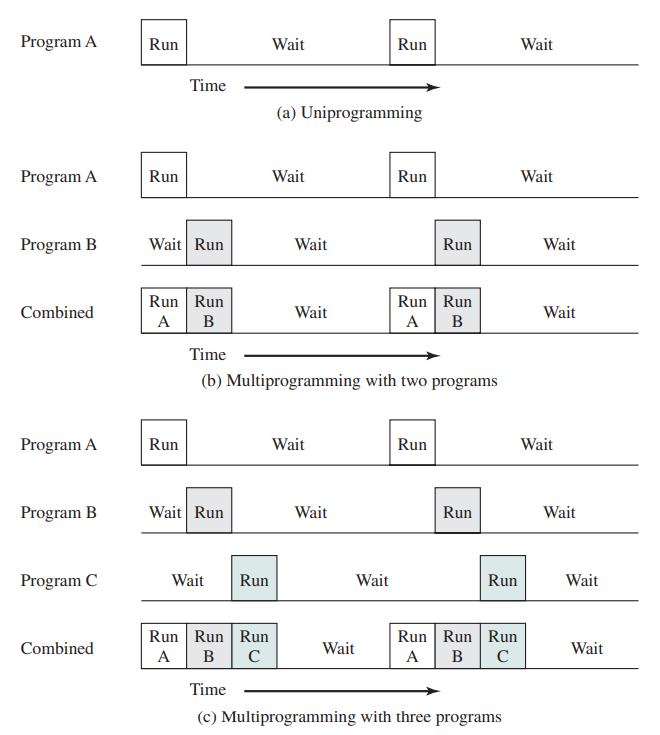 Program A Run Wait Run Wait
Time
(a) Uniprogramming
Program A Run Wait Run Wait
Program B Wait Run Wait Run Wait
Combined Run A Run B Wait Run A Run B Wait
Time
(b) Multiprogramming with two programs
Program A Run Wait Run Wait
Program B Wait Run Wait Run Wait
Program C Wait Run Wait Run Wait
Combined Run A Run B Run C Wait Run A Run B Run C Wait
Time
(c) Multiprogramming with three programs